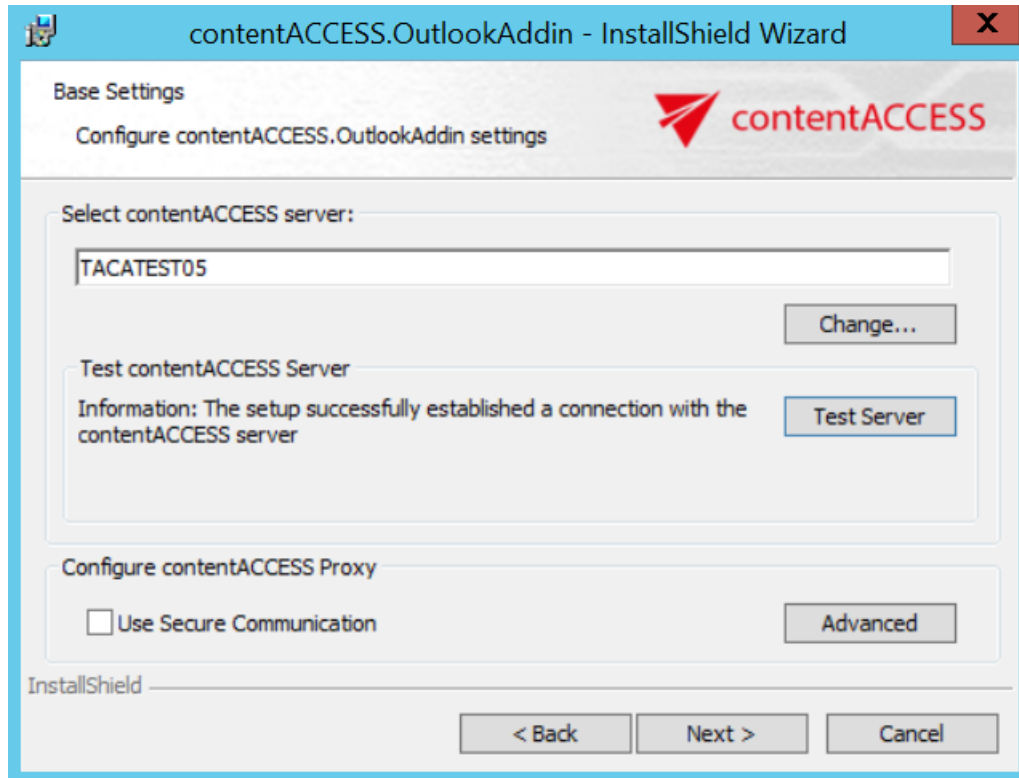 contentACCESS.OutlookAddin - InstallShield Wizard
X
Base Settings
Configure contentACCESS.OutlookAddin settings
contentACCESS
Select contentACCESS server:
TACATEST05
Change...
Test contentACCESS Server
Information: The setup successfully established a connection with the
contentACCESS server
Test Server
Configure contentACCESS Proxy
Use Secure Communication
Advanced
InstallShield
< Back
Next >
Cancel